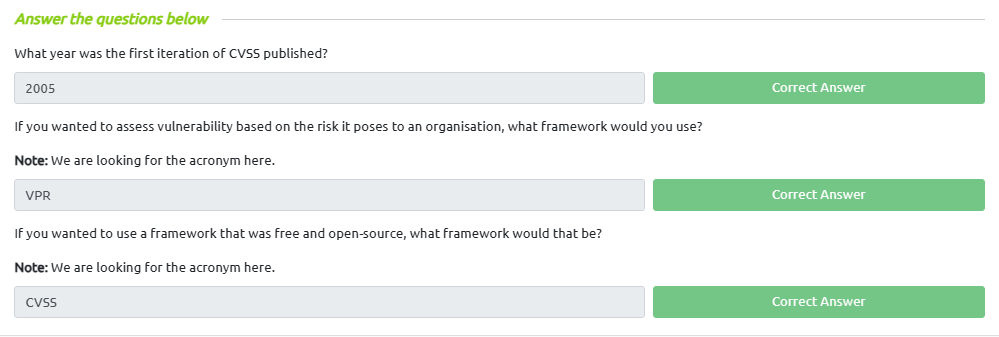 Answer the questions below
What year was the first iteration of CVSS published?
2005
Correct Answer
If you wanted to assess vulnerability based on the risk it poses to an organisation, what framework would you use?
Note: We are looking for the acronym here.
VPR
Correct Answer
If you wanted to use a framework that was free and open-source, what framework would that be?
Note: We are looking for the acronym here.
CVSS
Correct Answer